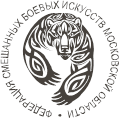 ФЕДЕРАЦИЯ СМЕШАННЫХ БОЕВЫХ ИСКУССТВ МОСКОВСКОЙ ОБЛАСТИ